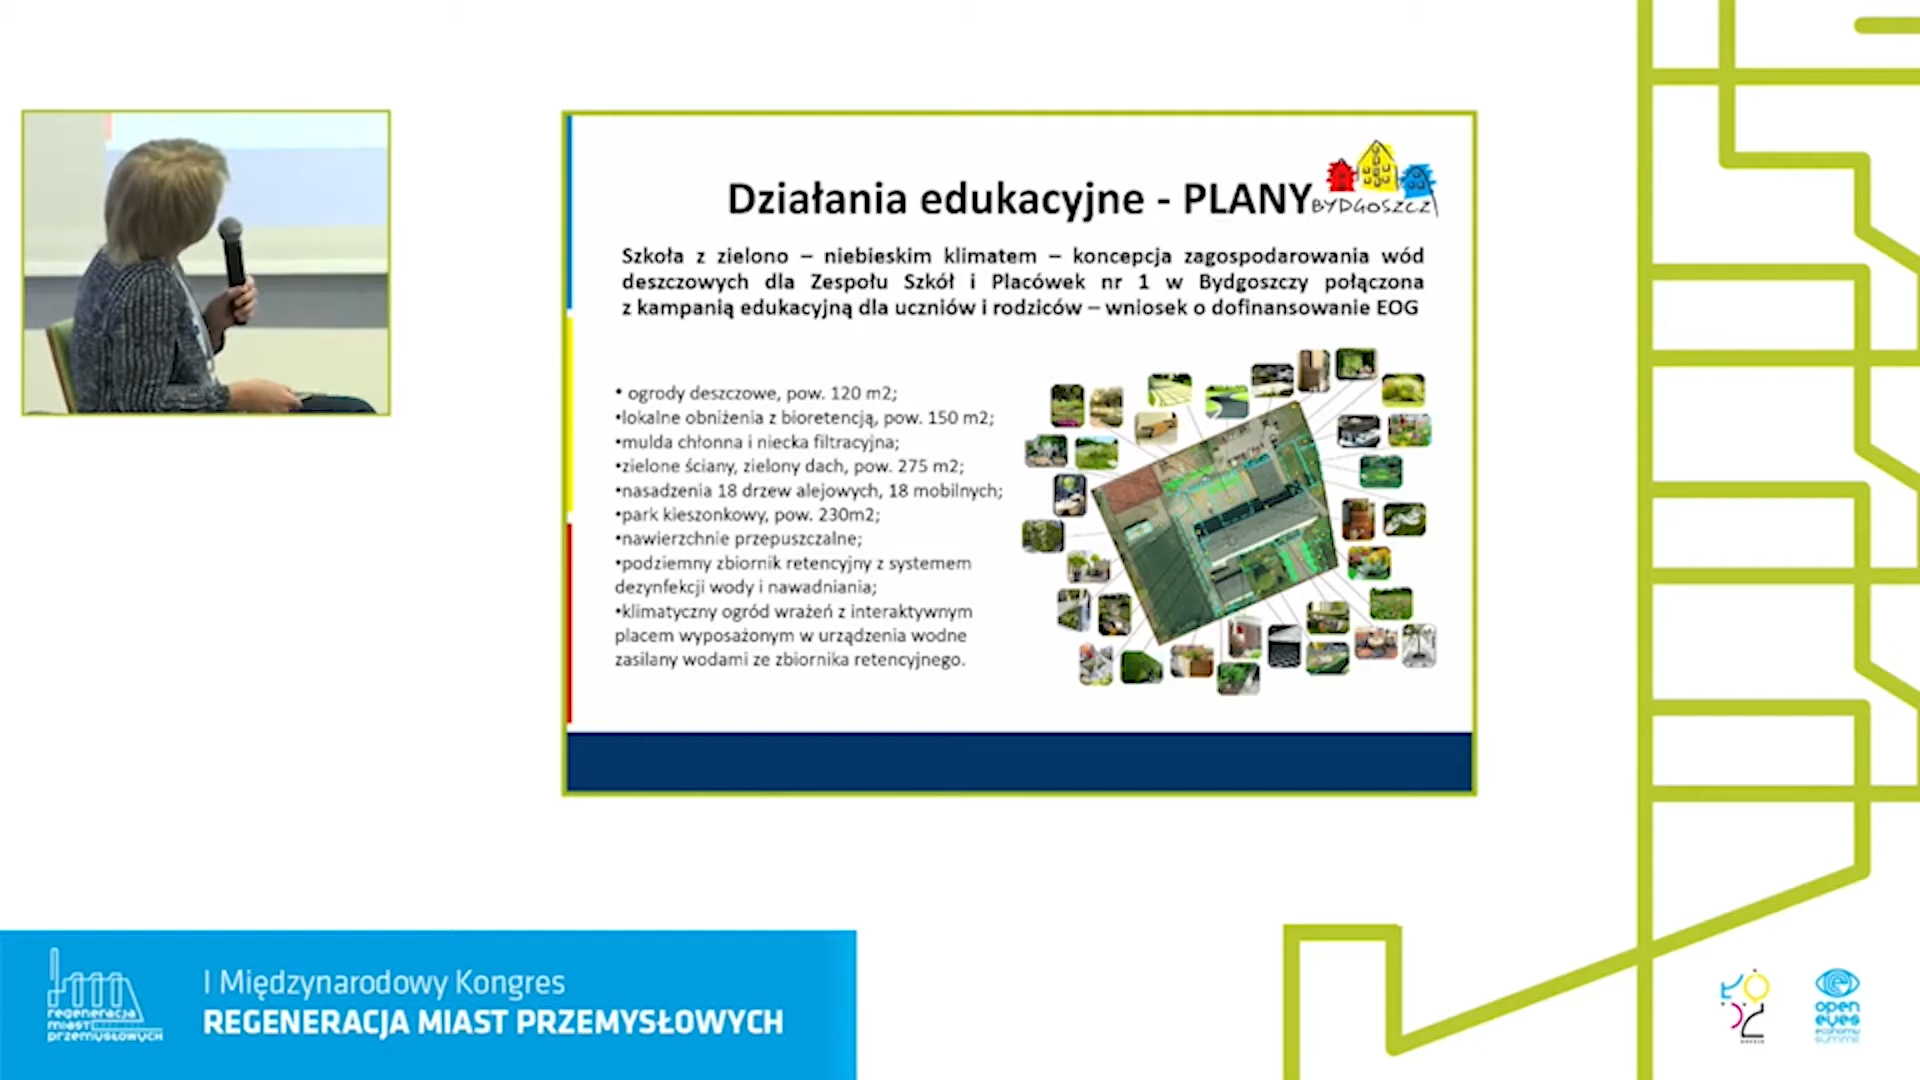 Działania edukacyjne - PLANY
BYDGOSZCZ
Szkoła z zielono – niebieskim klimatem – koncepcja zagospodarowania wód
deszczowych dla Zespołu Szkół i Placówek nr 1 w Bydgoszczy połączona
z kampanią edukacyjną dla uczniów i rodziców – wniosek o dofinansowanie EOG
• ogrody deszczowe, pow. 120 m2;
•lokalne obniżenia z bioretencją, pow. 150 m2;
•mulda chłonna i niecka filtracyjna;
•zielone ściany, zielony dach, pow. 275 m2;
•nasadzenia 18 drzew alejowych, 18 mobilnych;
•park kieszonkowy, pow. 230m2;
•nawierzchnie przepuszczalne;
•podziemny zbiornik retencyjny z systemem
dezynfekcji wody i nawadniania;
•klimatyczny ogród wrażeń z interaktywnym
placem wyposażonym w urządzenia wodne
zasilany wodami ze zbiornika retencyjnego.
regeneracja
miast
przemysłowych
I Międzynarodowy Kongres
REGENERACJA MIAST PRZEMYSŁOWYCH
open
eyes
economy
summit